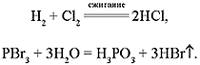 H₂ + Cl₂ =сжигание= 2HCl,
PBr₃ + 3H₂O = H₃PO₃ + 3HBr↑.